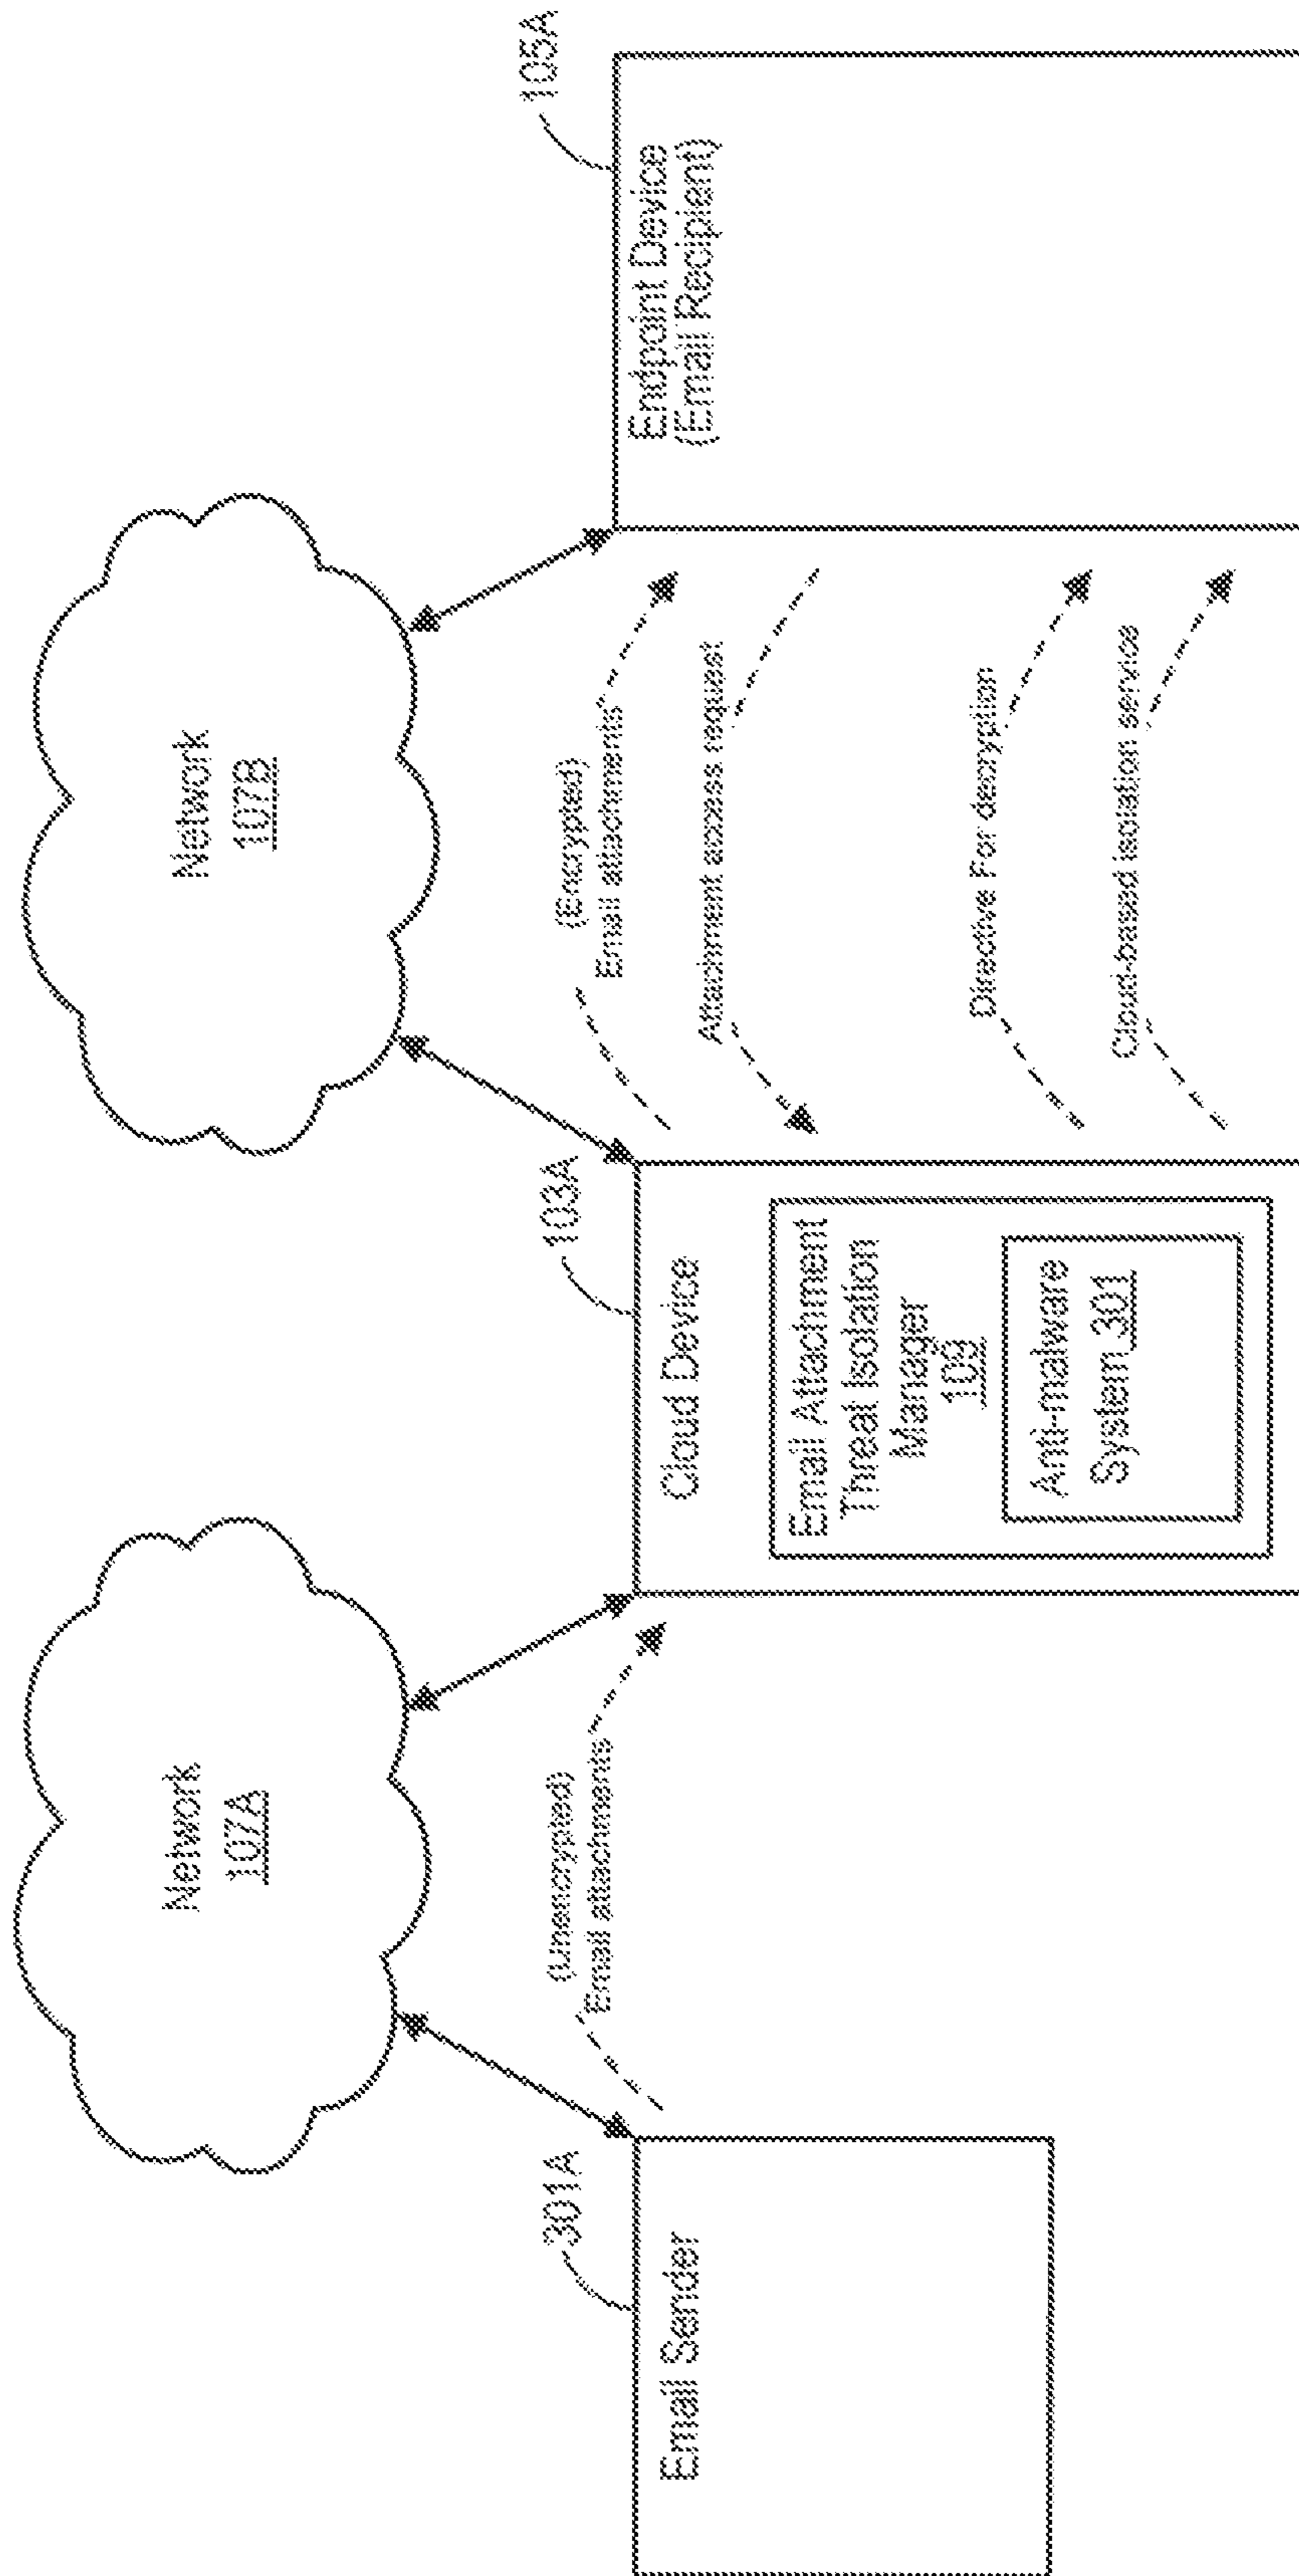 Network
107A
Network
107B
301A
Email Sender
(Unencrypted)
Email attachments
103A
Cloud Device
Email Attachment
Threat Isolation
Manager
109
Anti-malware
System 301
(Encrypted)
Email attachments
Attachment access request
Directive For decryption
Cloud-based isolation service
105A
Endpoint Device
(Email Recipient)